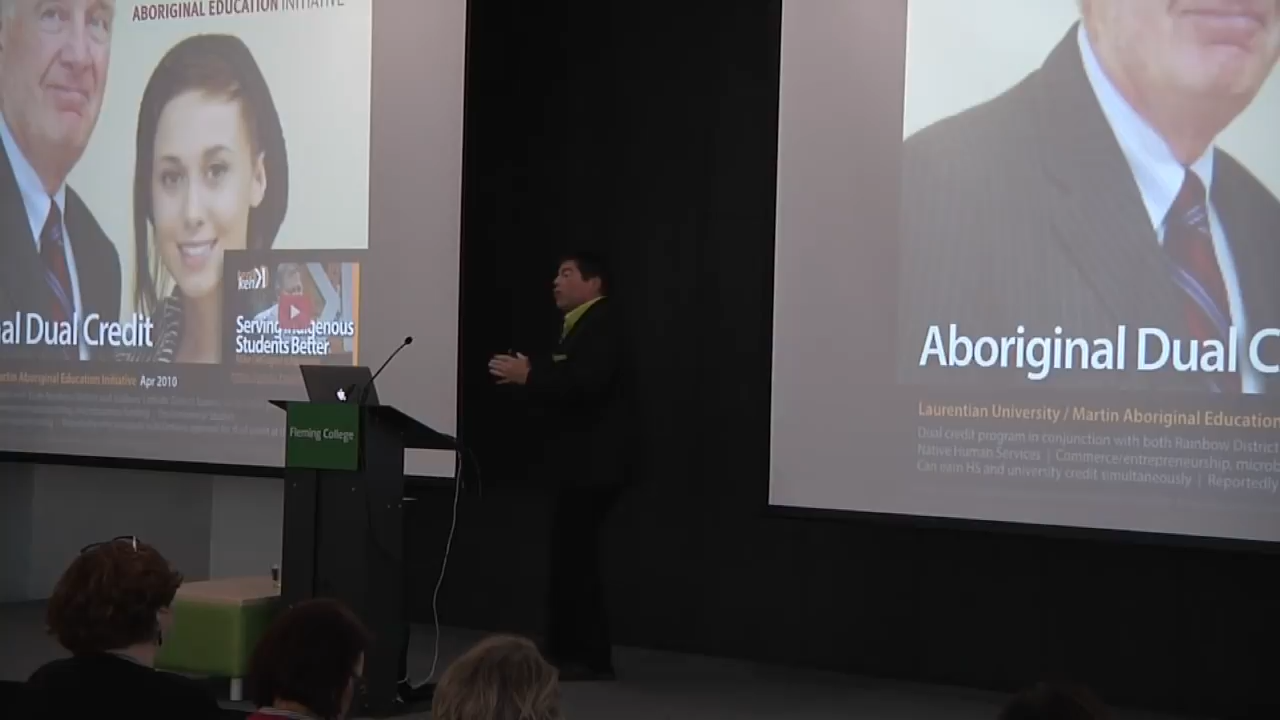 ABORIGINAL EDUCATION INITIATIVE
al Dual Credit
Serving Indigenous
Students Better
artin Aboriginal Education Initiative Apr 2010
Fleming College
Aboriginal Dual C
Laurentian University / Martin Aboriginal Education
Dual credit program in conjunction with both Rainbow District
Native Human Services | Commerce/entrepreneurship, microb
Can earn HS and university credit simultaneously | Reportedly